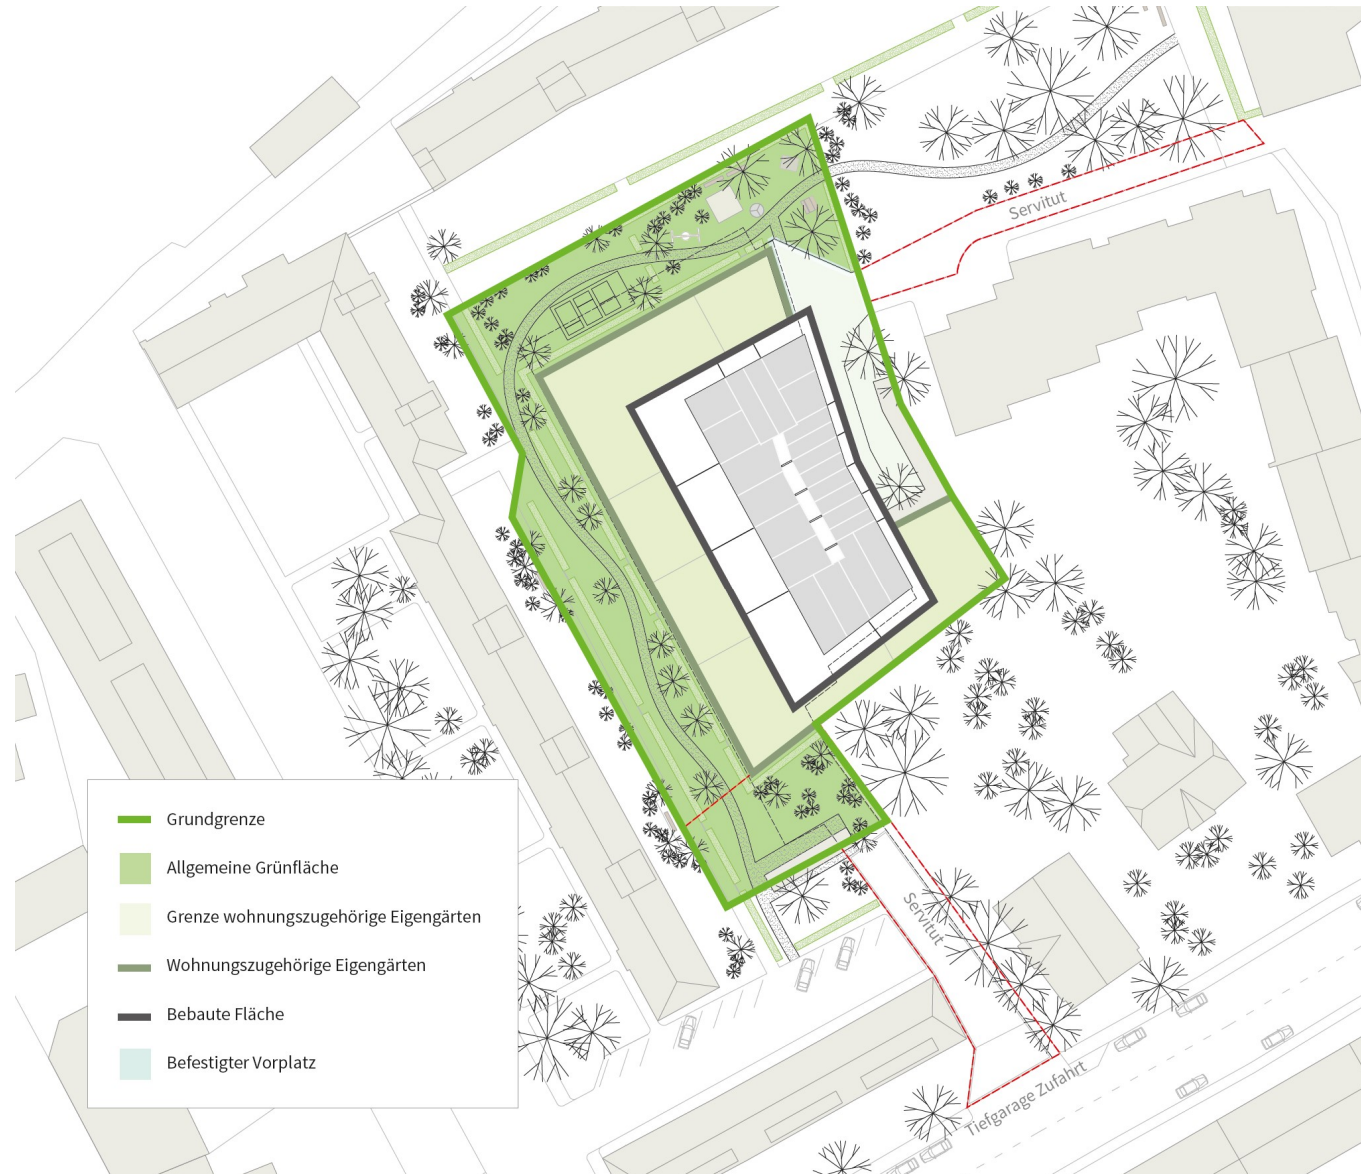 Servitut
Grundgrenze
Allgemeine Grünfläche
Grenze wohnungszugehörige Eigengärten
Wohnungszugehörige Eigengärten
Bebaute Fläche
Befestigter Vorplatz
Servitut
Tiefgarage Zufahrt